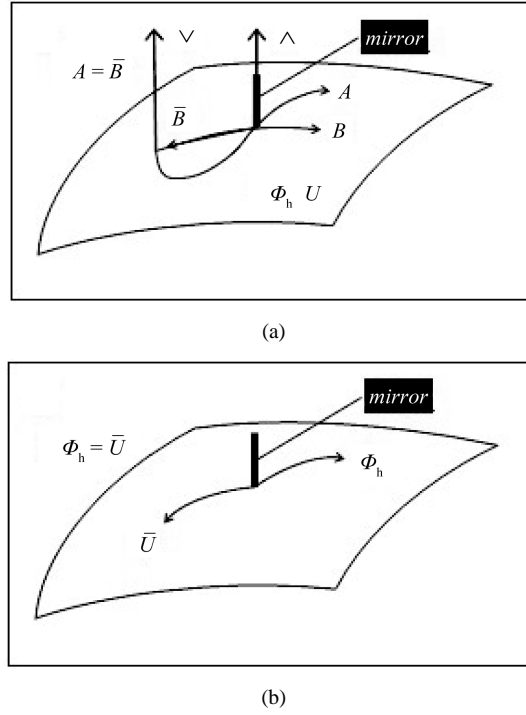 ∨ ∧ mirror
A = B̅
B̅ A
B
Φh U
(a)
mirror
Φh = U̅
Φh
U̅
(b)